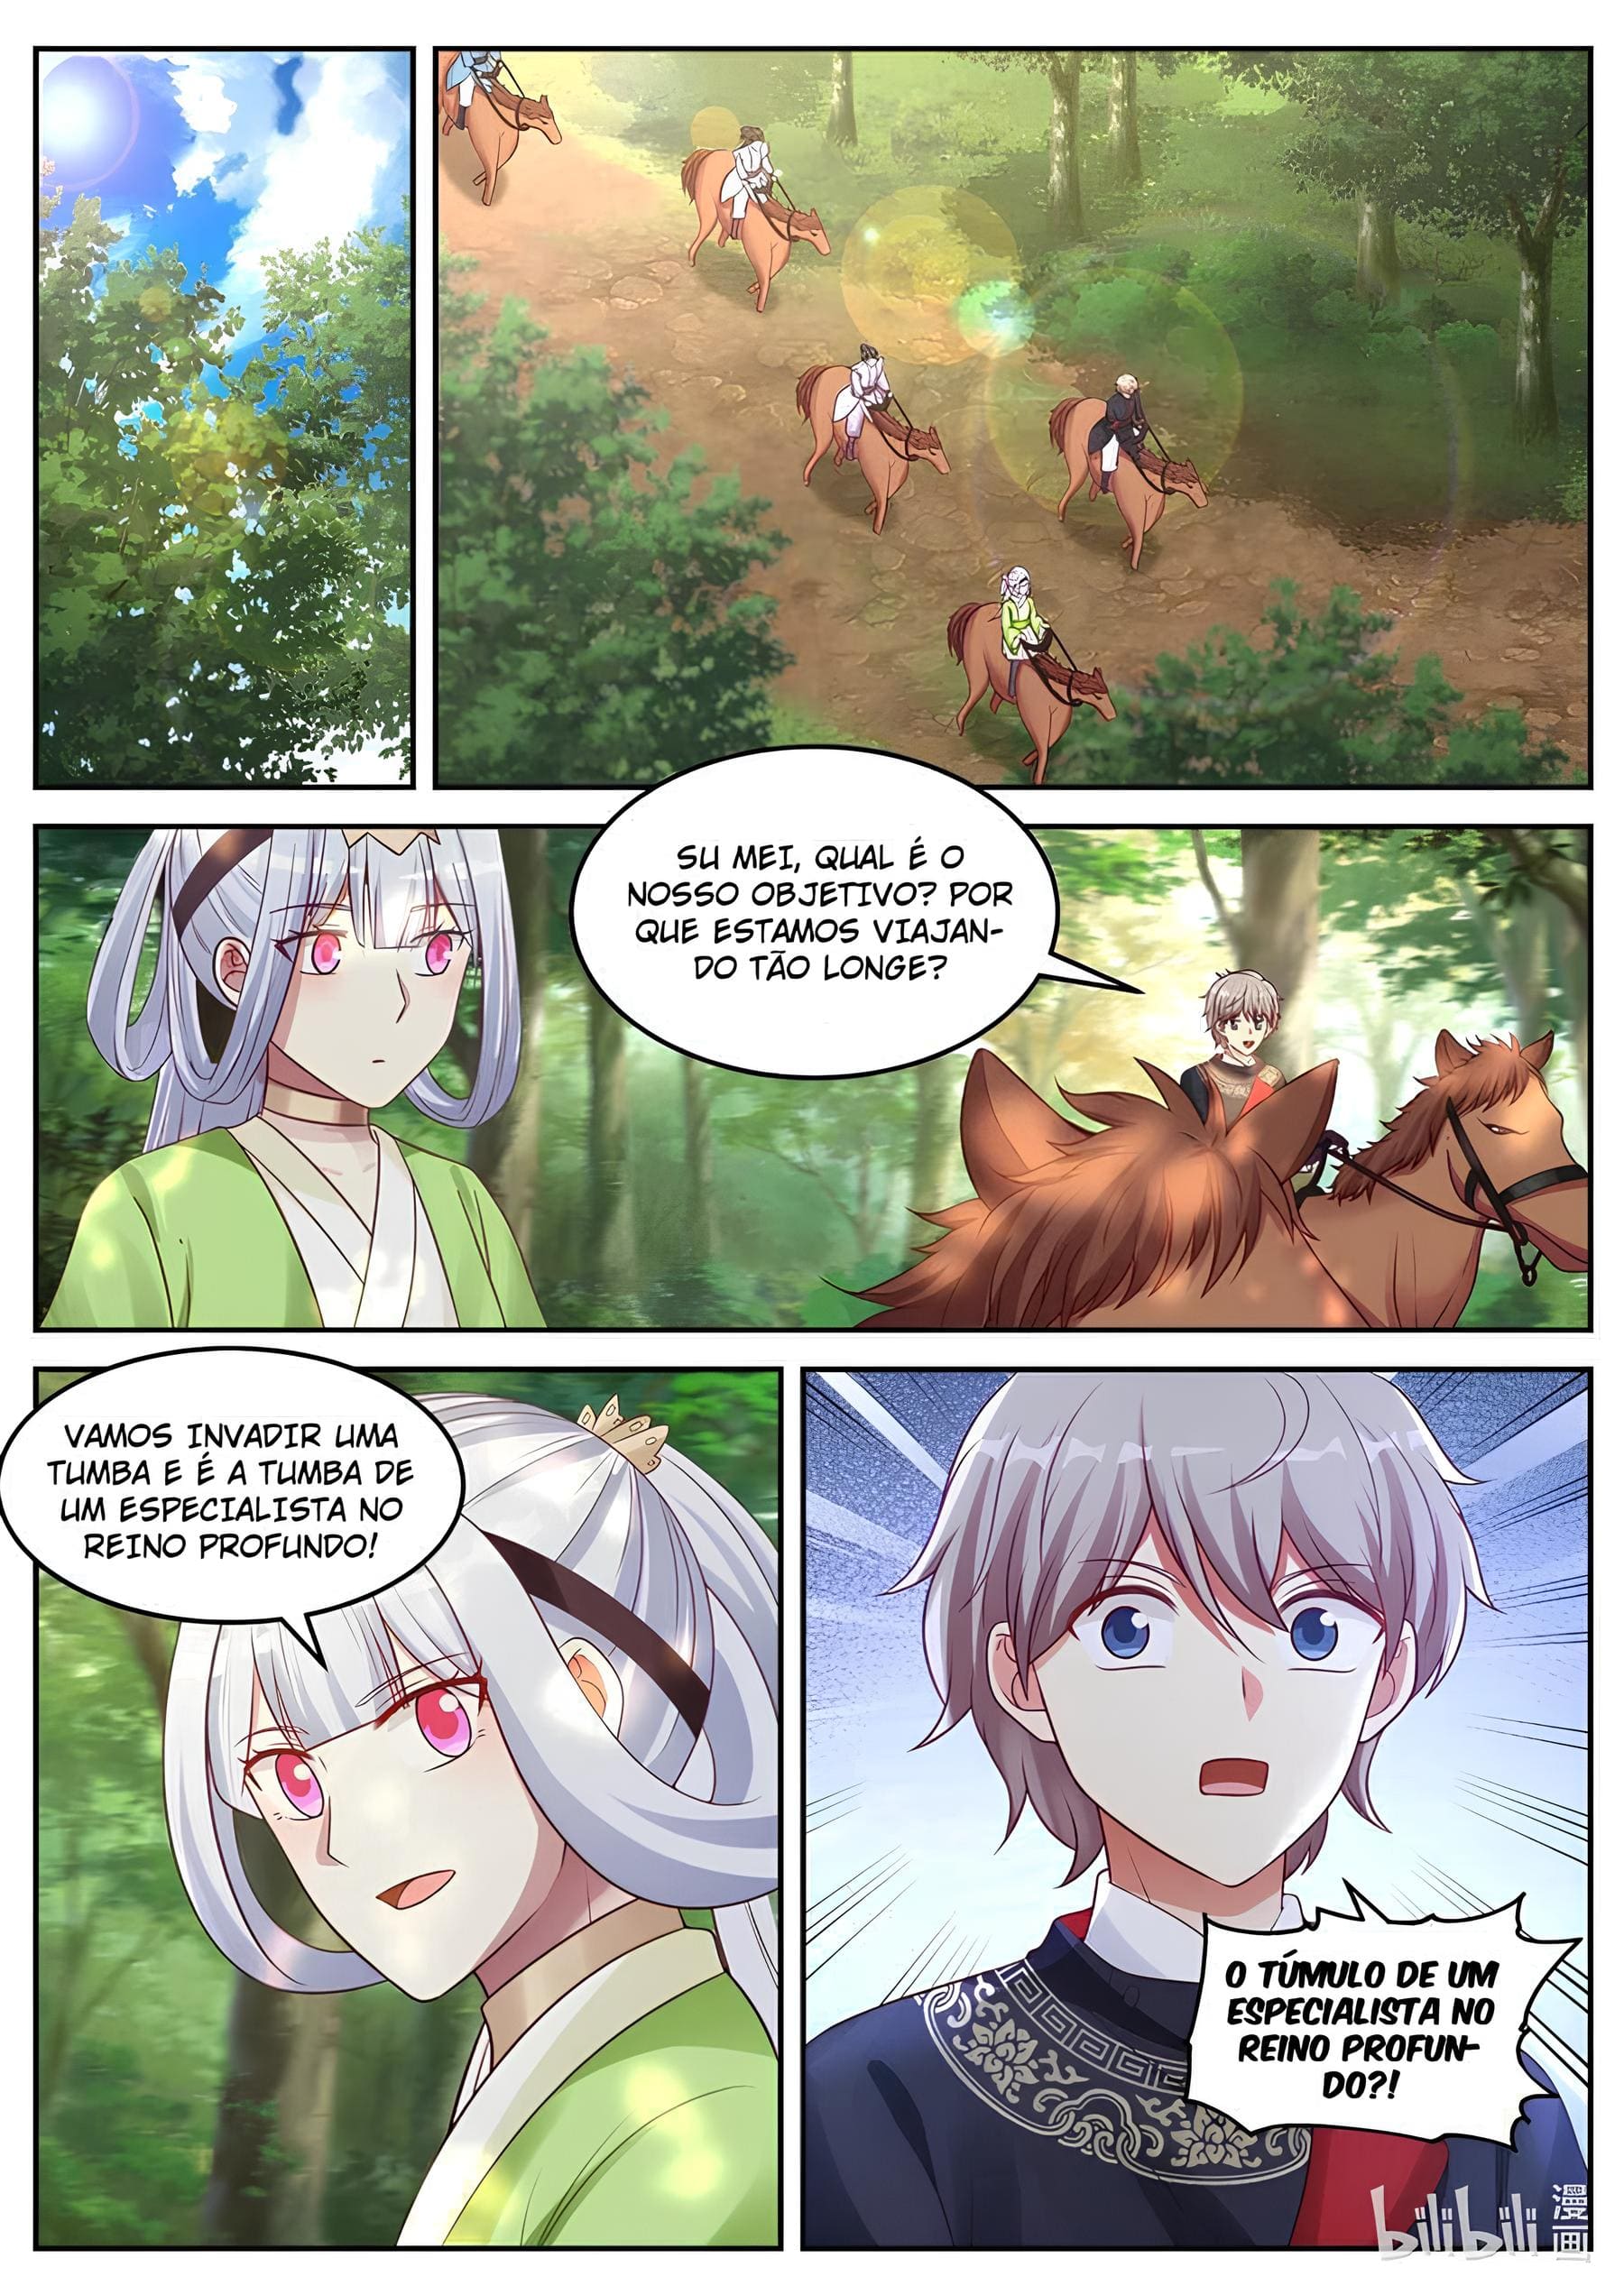 SU MEI, QUAL É O
NOSSO OBJETIVO? POR
QUE ESTAMOS VIAJAN-
DO TÃO LONGE?
VAMOS INVADIR UMA
TUMBA E É A TUMBA DE
UM ESPECIALISTA NO
REINO PROFUNDO!
O TÚMULO DE UM
ESPECIALISTA NO
REINO PROFUN-
DO?!
bilibili 漫画